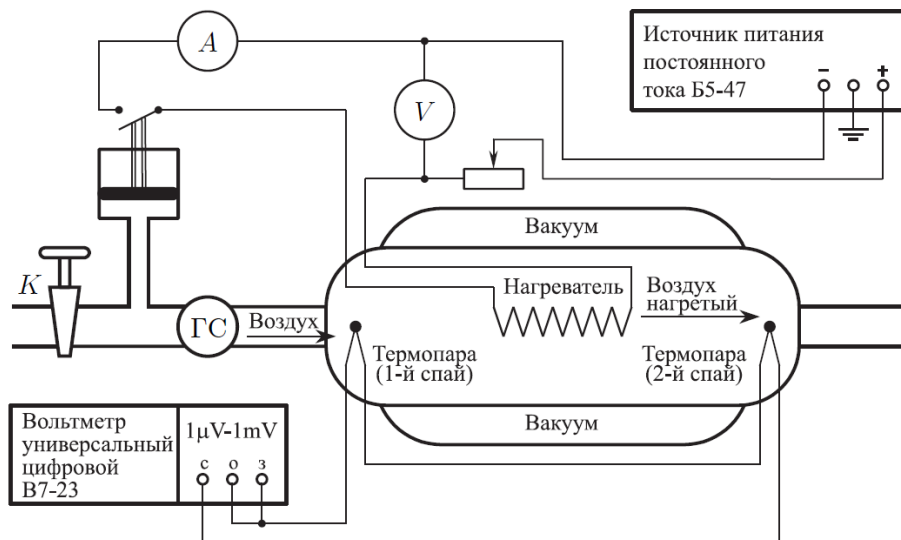 A
Источник питания
постоянного
тока Б5-47
− +
V
Вакуум
K
Нагреватель
Воздух
нагретый
ГС
Воздух
Термопара
(1-й спай)
Термопара
(2-й спай)
Вакуум
Вольтметр
универсальный
цифровой
В7-23
1μV-1mV
с о з